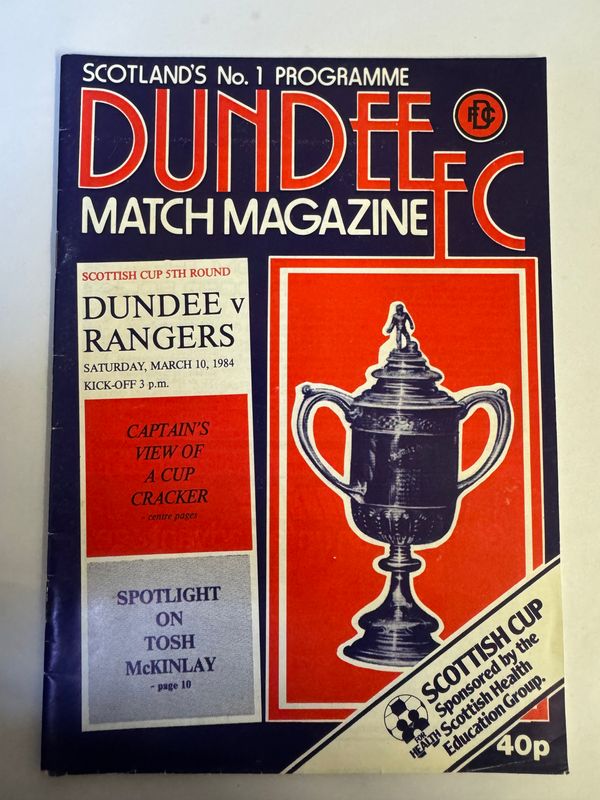 SCOTLAND'S No. 1 PROGRAMME
DUNDEE FC
DFC
MATCH MAGAZINE
SCOTTISH CUP 5TH ROUND
DUNDEE v
RANGERS
SATURDAY, MARCH 10, 1984
KICK-OFF 3 p.m.
CAPTAIN'S
VIEW OF
A CUP
CRACKER
- centre pages
SPOTLIGHT
ON
TOSH
McKINLAY
- page 10
SCOTTISH CUP
Sponsored by the
Scottish Health
Education Group.
FOR
HEALTH
40p